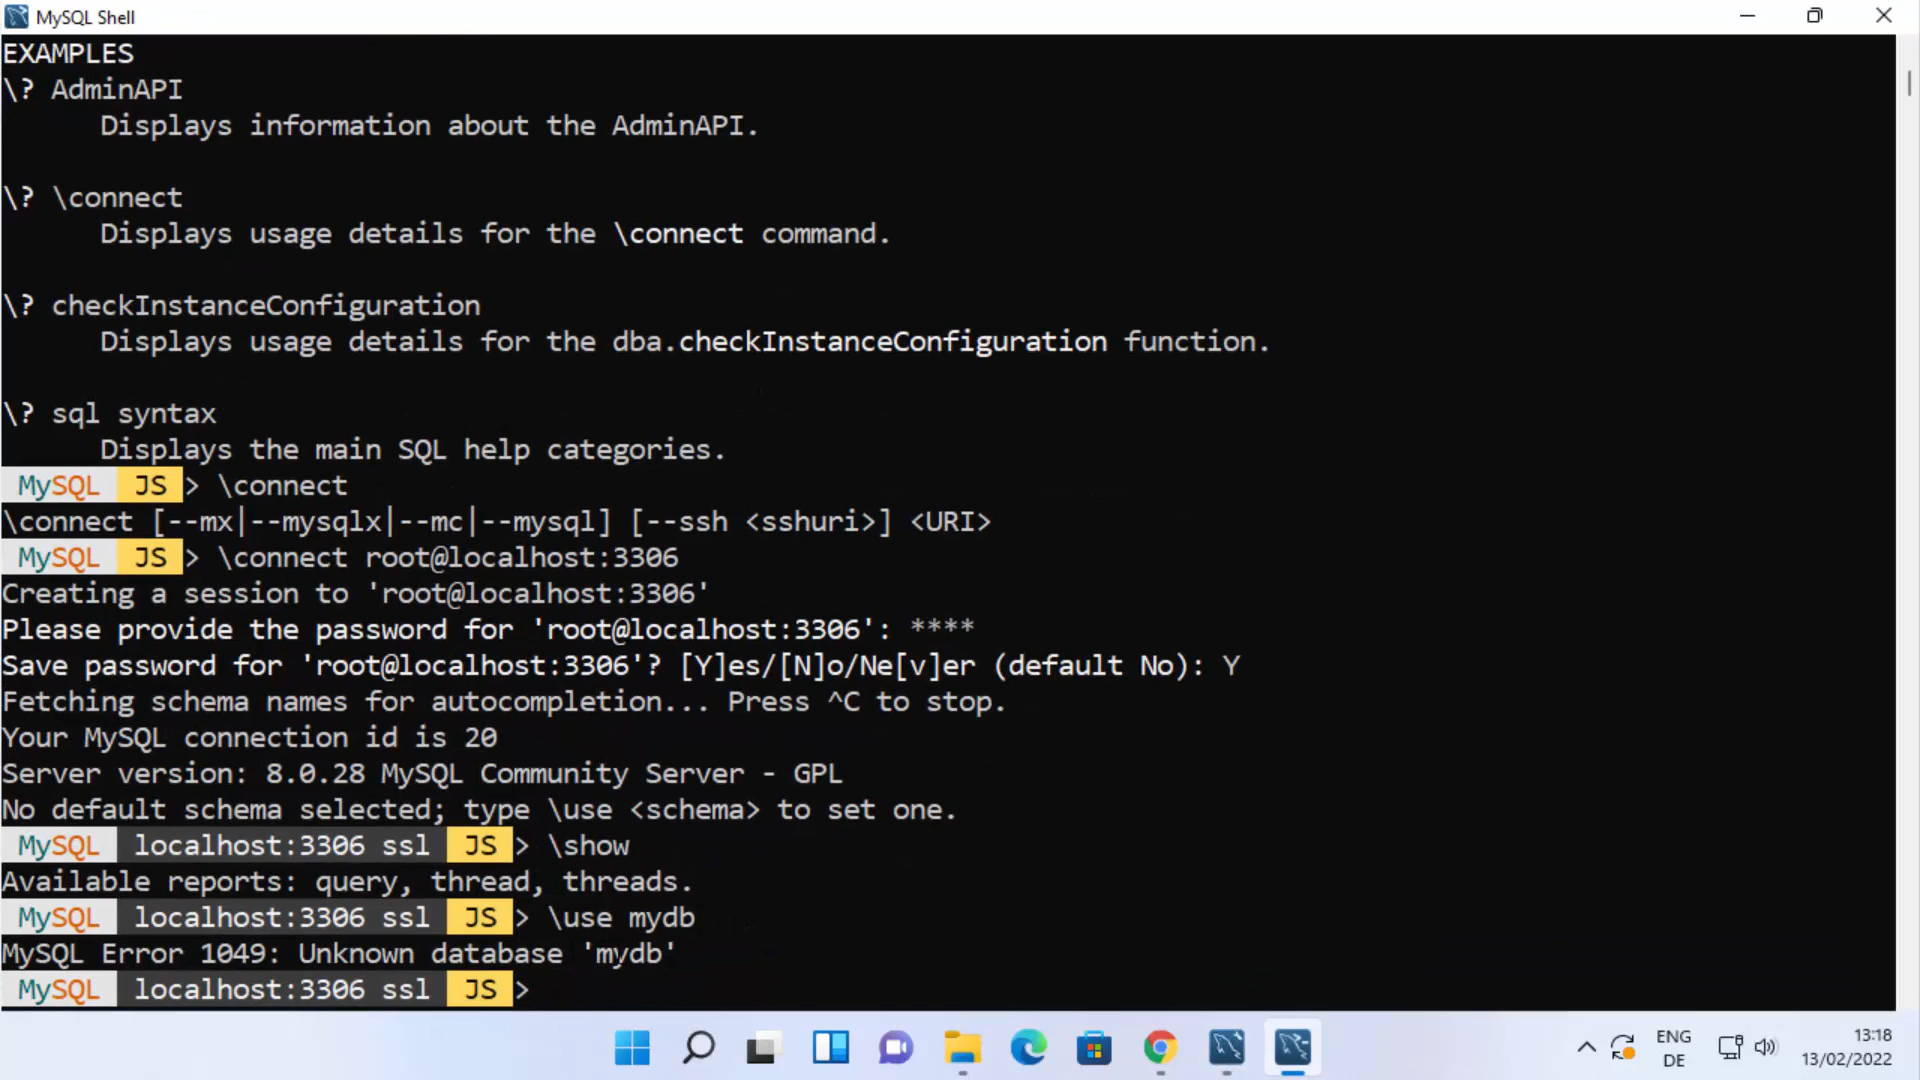 MySQL Shell
EXAMPLES
\? AdminAPI
Displays information about the AdminAPI.
\? \connect
Displays usage details for the \connect command.
\? checkInstanceConfiguration
Displays usage details for the dba.checkInstanceConfiguration function.
\? sql syntax
Displays the main SQL help categories.
MySQL JS > \connect
\connect [--mx|--mysqlx|--mc|--mysql] [--ssh <sshuri>] <URI>
MySQL JS > \connect root@localhost:3306
Creating a session to 'root@localhost:3306'
Please provide the password for 'root@localhost:3306': ****
Save password for 'root@localhost:3306'? [Y]es/[N]o/Ne[v]er (default No): Y
Fetching schema names for autocompletion... Press ^C to stop.
Your MySQL connection id is 20
Server version: 8.0.28 MySQL Community Server - GPL
No default schema selected; type \use <schema> to set one.
MySQL localhost:3306 ssl JS > \show
Available reports: query, thread, threads.
MySQL localhost:3306 ssl JS > \use mydb
MySQL Error 1049: Unknown database 'mydb'
MySQL localhost:3306 ssl JS >
ENG
DE
13:18
13/02/2022